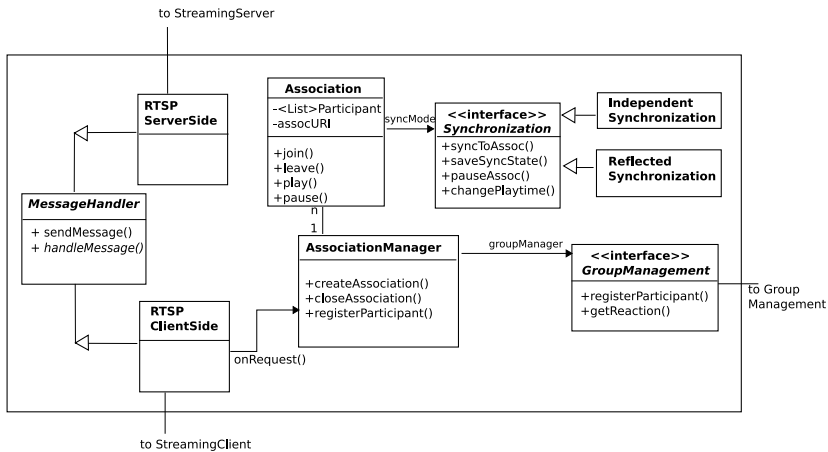 to StreamingServer
RTSP
ServerSide
Association
-<List>Participant
-assocURI
+join()
+leave()
+play()
+pause()
syncMode
<<interface>>
Synchronization
+syncToAssoc()
+saveSyncState()
+pauseAssoc()
+changePlaytime()
Independent
Synchronization
Reflected
Synchronization
MessageHandler
+ sendMessage()
+ handleMessage()
n
1
AssociationManager
+createAssociation()
+closeAssociation()
+registerParticipant()
groupManager
<<interface>>
GroupManagement
+registerParticipant()
+getReaction()
to Group
Management
RTSP
ClientSide
onRequest()
to StreamingClient